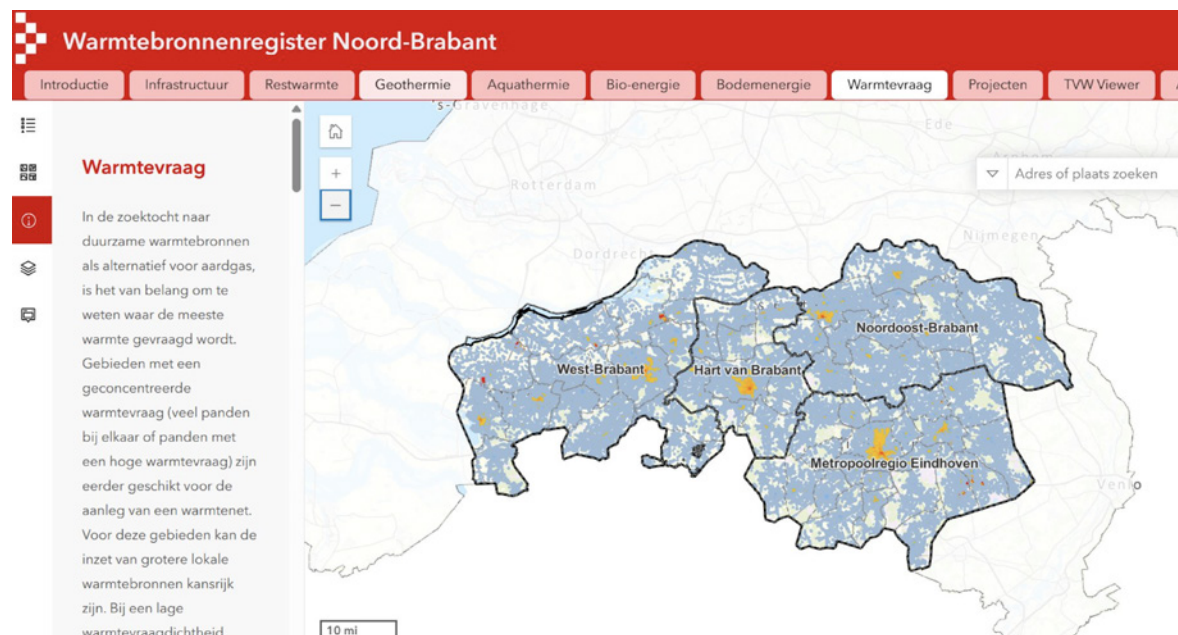 Warmtebronnenregister Noord-Brabant
Introductie
Infrastructuur
Restwarmte
Geothermie
Aquathermie
Bio-energie
Bodemenergie
Warmtevraag
Projecten
TVW Viewer
Warmtevraag
In de zoektocht naar
duurzame warmtebronnen
als alternatief voor aardgas,
is het van belang om te
weten waar de meeste
warmte gevraagd wordt.
Gebieden met een
geconcentreerde
warmtevraag (veel panden
bij elkaar of panden met
een hoge warmtevraag) zijn
eerder geschikt voor de
aanleg van een warmtenet.
Voor deze gebieden kan de
inzet van grotere lokale
warmtebronnen kansrijk
zijn. Bij een lage
warmtevraagdichtheid
's-Gravenhage
Ede
Arnhem
Adres of plaats zoeken
Rotterdam
Nijmegen
Dordrecht
Noordoost-Brabant
West-Brabant
Hart van Brabant
Metropoolregio Eindhoven
Venlo
10 mi